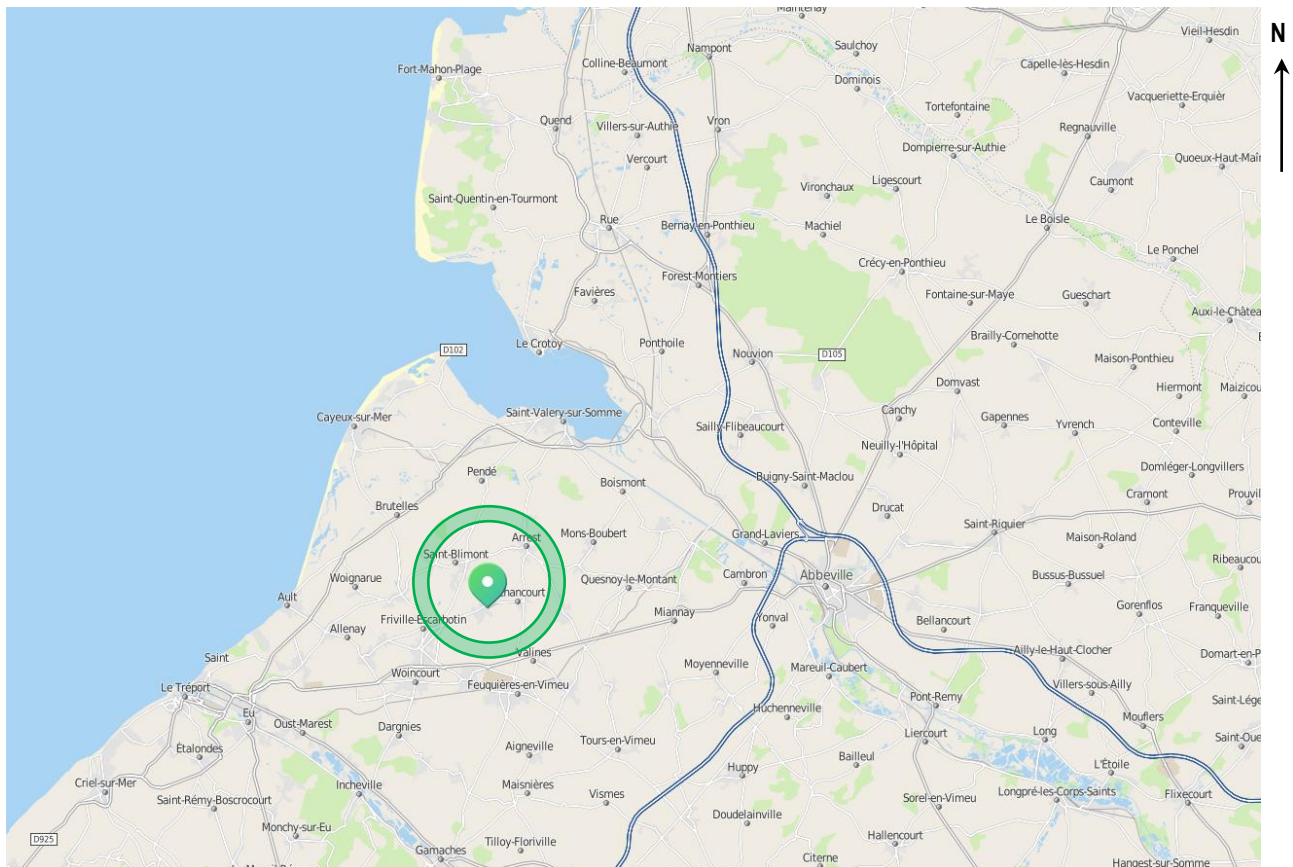 Maintenay
Vieil-Hesdin
N
Saulchoy
Nampont
Colline-Beaumont
Capelle-lès-Hesdin
Fort-Mahon-Plage
Dominois
Vacqueriette-Erquièr
Tortefontaine
Quend
Villers-sur-Authie
Vron
Regnauville
Dompierre-sur-Authie
Vercourt
Quoeux-Haut-Maîn
Ligescourt
Caumont
Vironchaux
Saint-Quentin-en-Tourmont
Rue
Bernay-en-Ponthieu
Machiel
Le Boisle
Le Ponchel
Crécy-en-Ponthieu
Forest-Montiers
Favières
Fontaine-sur-Maye
Gueschart
Auxi-le-Châtea
Brailly-Cornehotte
D102
Le Crotoy
Ponthoile
Nouvion
D105
Maison-Ponthieu
Domvast
Hiermont
Maizicou
Cayeux-sur-Mer
Saint-Valery-sur-Somme
Canchy
Gapennes
Yvrench
Conteville
Sailly-Flibeaucourt
Neuilly-l'Hôpital
Pendé
Boismont
Buigny-Saint-Maclou
Domléger-Longvillers
Cramont
Prouvil
Brutelles
Drucat
Saint-Riquier
Arrest
Mons-Boubert
Grand-Laviers
Maison-Roland
Saint-Blimont
Ribeaucou
Woignarue
Quesnoy-le-Montant
Cambron
Abbeville
Bussus-Bussuel
Ault
nancourt
Miannay
Yonval
Gorenflos
Franqueville
Friville-Escarbotin
Allenay
Bellancourt
Saint
Valines
Ailly-le-Haut-Clocher
Domart-en-P
Woincourt
Moyenneville
Mareuil-Caubert
Le Tréport
Feuquières-en-Vimeu
Villers-sous-Ailly
Pont-Remy
Saint-Lége
Eu
Huchenneville
Mouflers
Oust-Marest
Dargnies
Liercourt
Long
Saint-Oue
Étalondes
Aigneville
Tours-en-Vimeu
Bailleul
L'Étoile
Huppy
Criel-sur-Mer
Incheville
Maisnières
Saint-Rémy-Boscrocourt
Vismes
Sorel-en-Vimeu
Longpré-les-Corps-Saints
Flixecourt
Doudelainville
Monchy-sur-Eu
D925
Tilly-Floriville
Hallencourt
Gamaches
Citerne
Hangest-sur-Somme